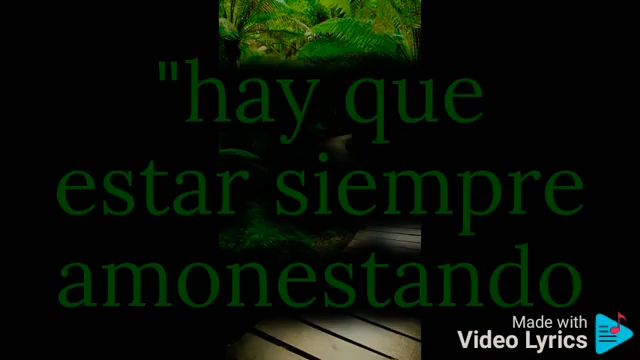 "hay que
estar siempre
amonestando
Made with
Video Lyrics